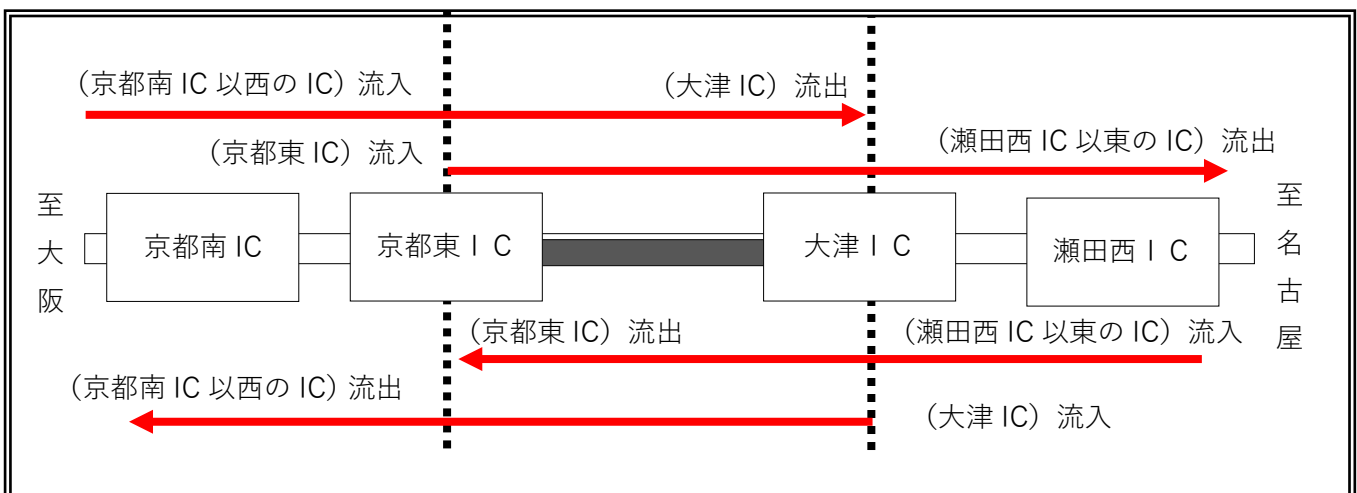 （京都南 IC 以西の IC）流入
（大津 IC）流出
（京都東 IC）流入
（瀬田西 IC 以東の IC）流出
至大阪
京都南 IC
京都東ＩＣ
大津ＩＣ
瀬田西ＩＣ
至名古屋
（京都東 IC）流出
（瀬田西 IC 以東の IC）流入
（京都南 IC 以西の IC）流出
（大津 IC）流入